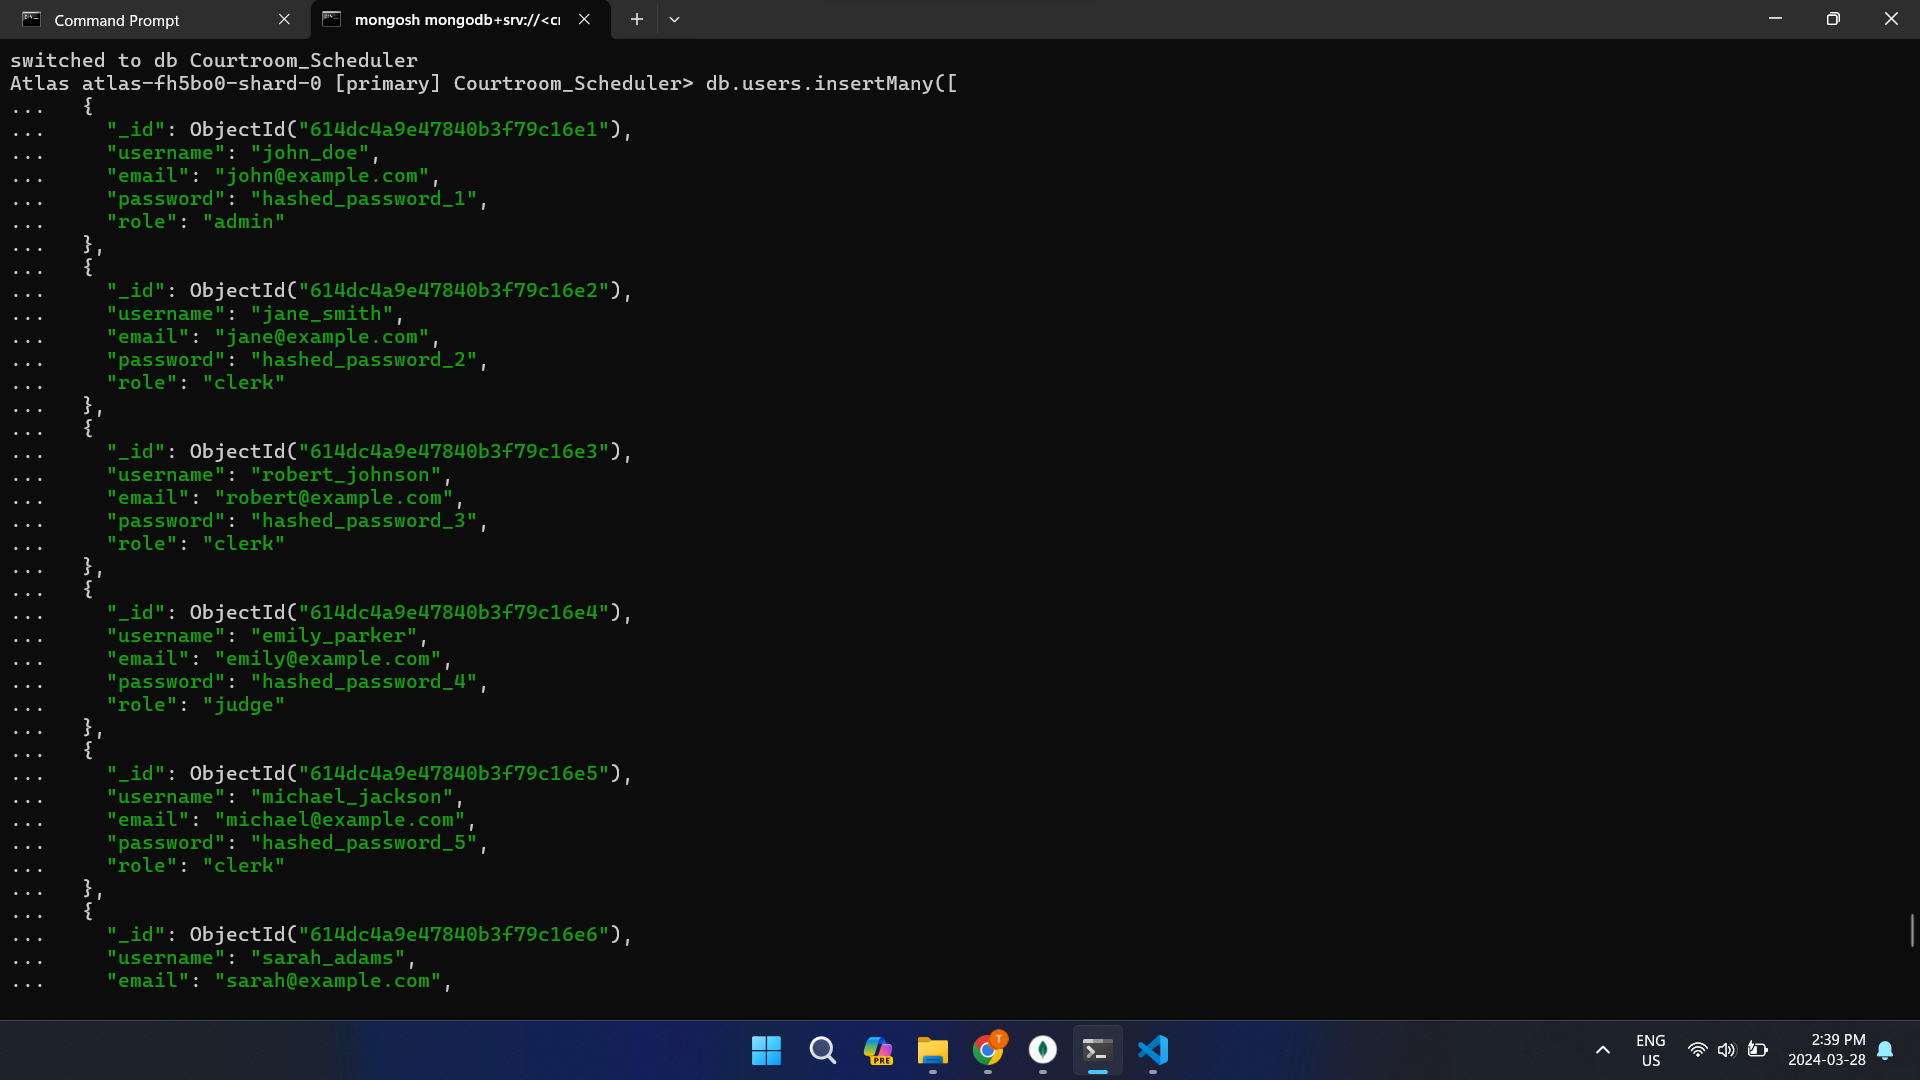 Command Prompt
mongosh mongodb+srv://<cr
switched to db Courtroom_Scheduler
Atlas atlas-fh5bo0-shard-0 [primary] Courtroom_Scheduler> db.users.insertMany([
...   {
...     "_id": ObjectId("614dc4a9e47840b3f79c16e1"),
...     "username": "john_doe",
...     "email": "john@example.com",
...     "password": "hashed_password_1",
...     "role": "admin"
...   },
...   {
...     "_id": ObjectId("614dc4a9e47840b3f79c16e2"),
...     "username": "jane_smith",
...     "email": "jane@example.com",
...     "password": "hashed_password_2",
...     "role": "clerk"
...   },
...   {
...     "_id": ObjectId("614dc4a9e47840b3f79c16e3"),
...     "username": "robert_johnson",
...     "email": "robert@example.com",
...     "password": "hashed_password_3",
...     "role": "clerk"
...   },
...   {
...     "_id": ObjectId("614dc4a9e47840b3f79c16e4"),
...     "username": "emily_parker",
...     "email": "emily@example.com",
...     "password": "hashed_password_4",
...     "role": "judge"
...   },
...   {
...     "_id": ObjectId("614dc4a9e47840b3f79c16e5"),
...     "username": "michael_jackson",
...     "email": "michael@example.com",
...     "password": "hashed_password_5",
...     "role": "clerk"
...   },
...   {
...     "_id": ObjectId("614dc4a9e47840b3f79c16e6"),
...     "username": "sarah_adams",
...     "email": "sarah@example.com",
PRE
T
ENG
US
2:39 PM
2024-03-28